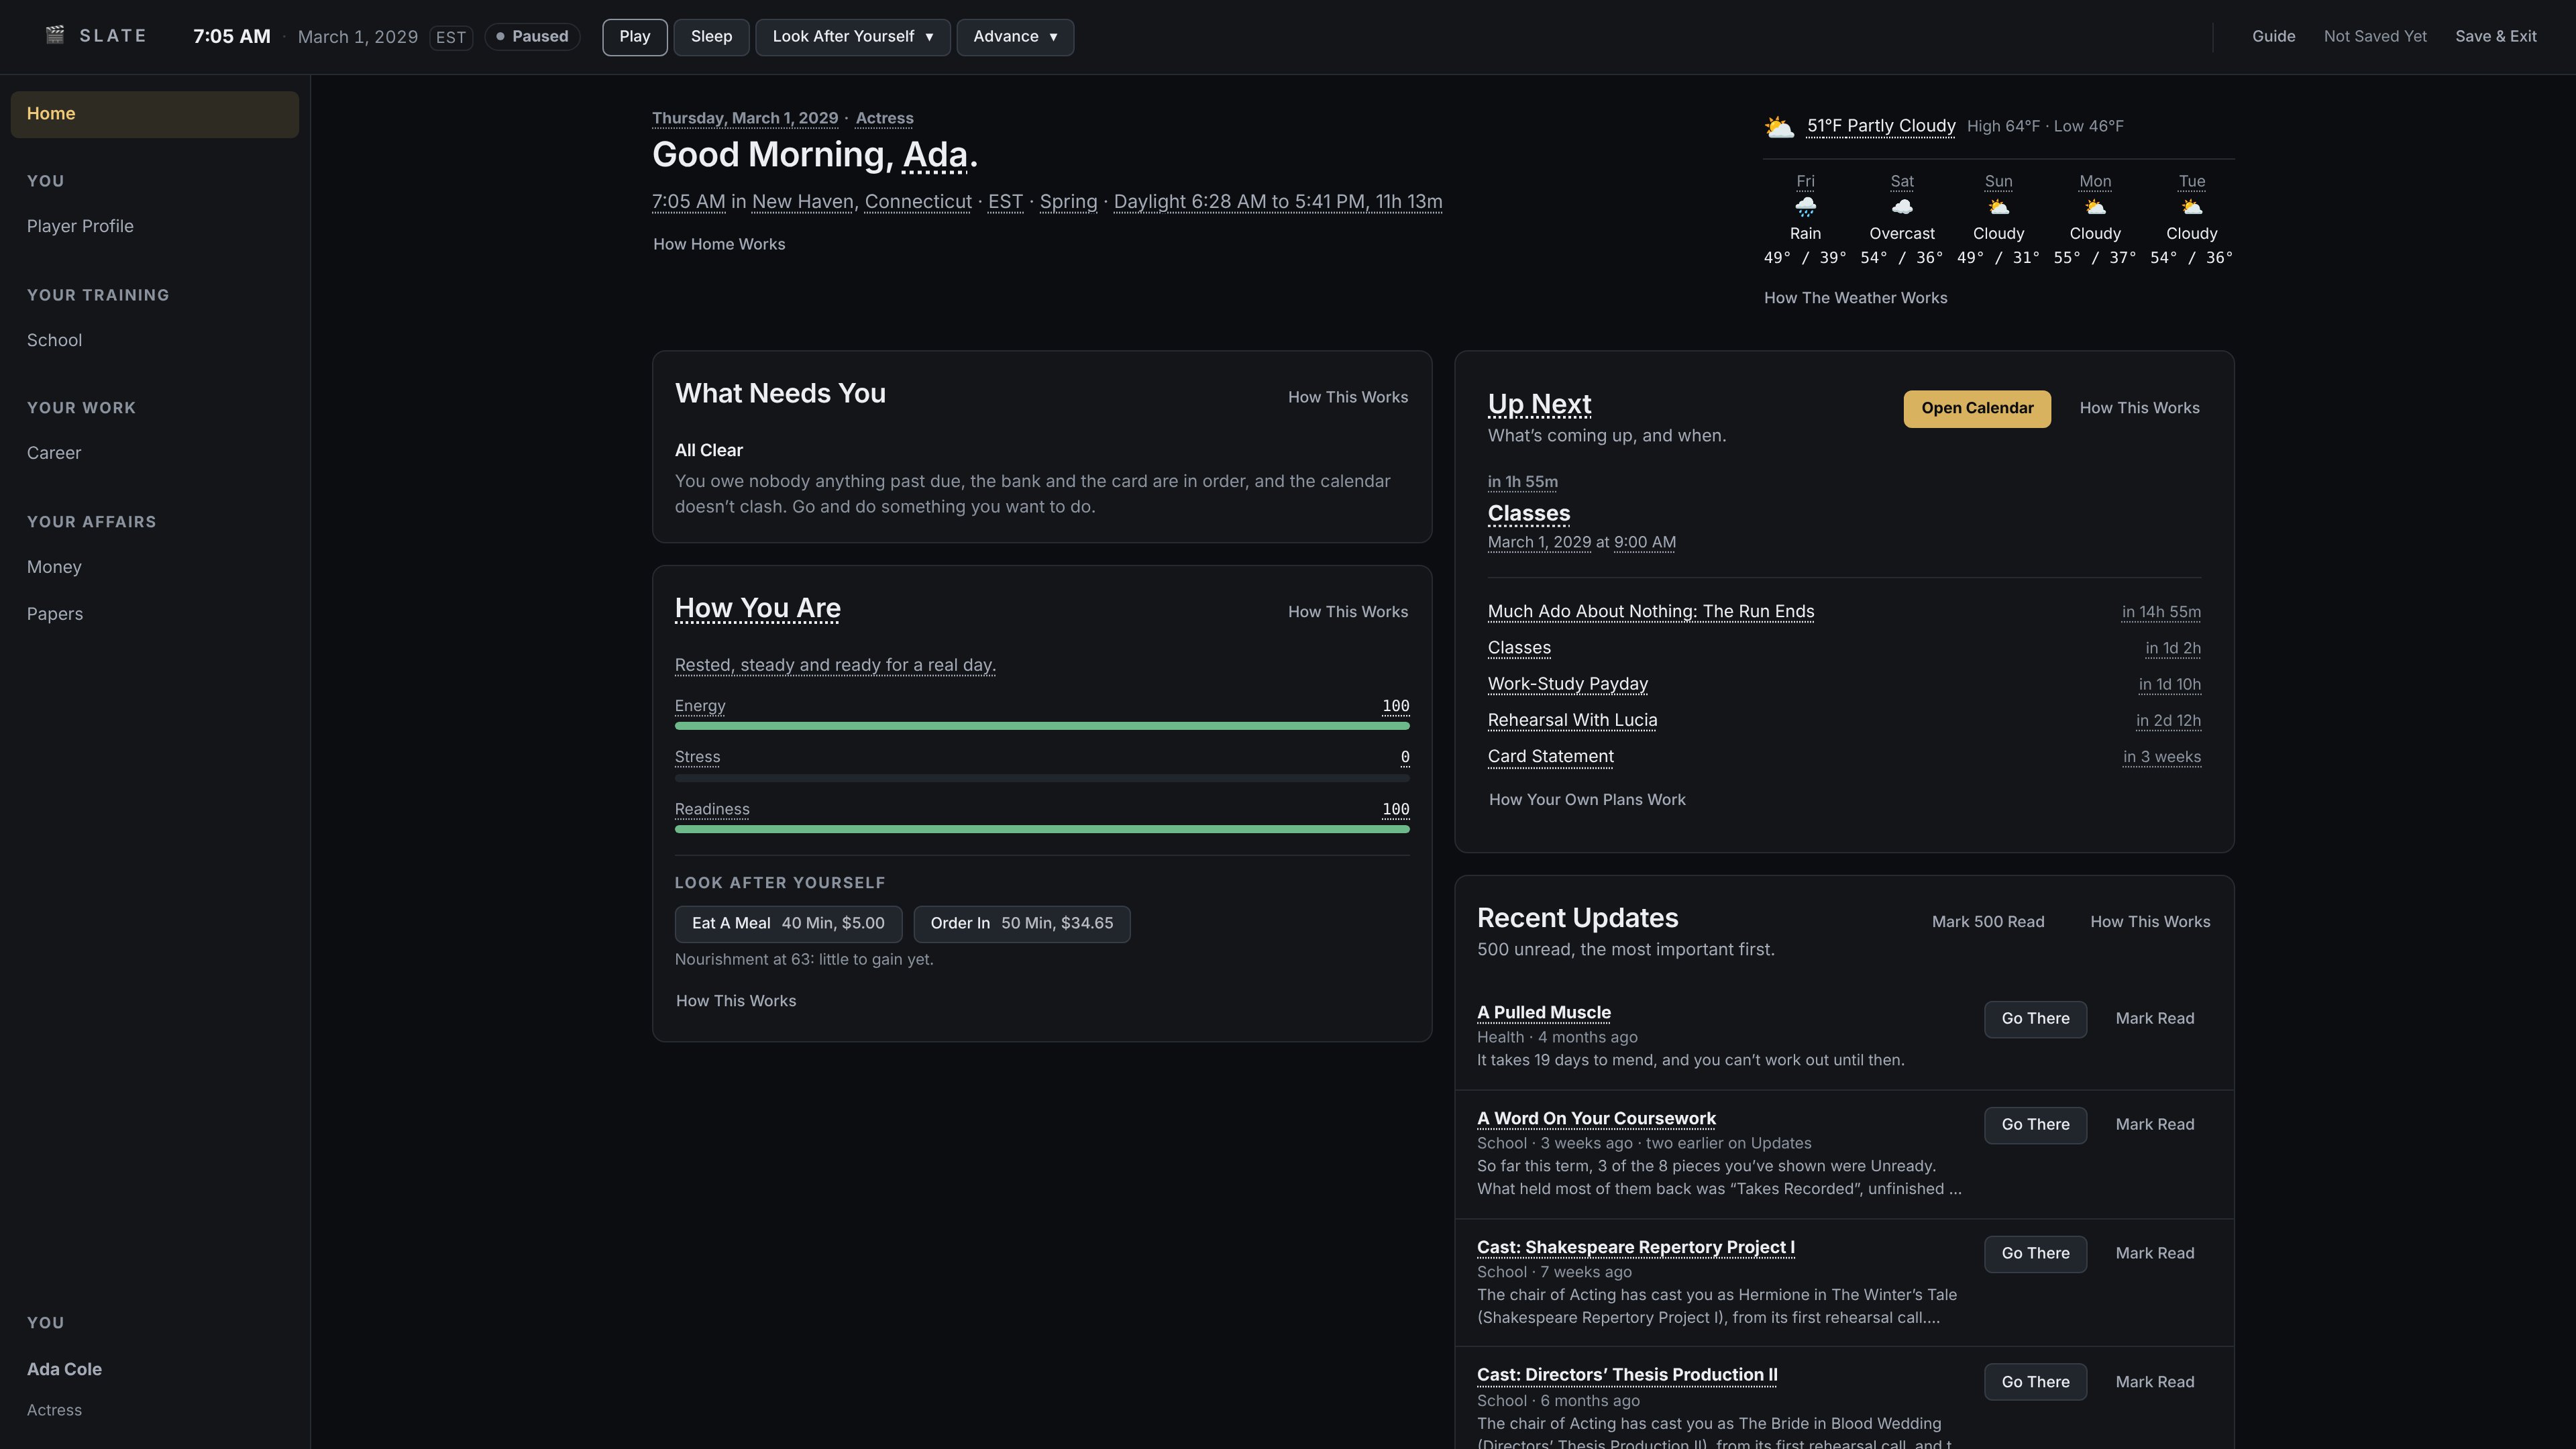 SLATE
7:05 AM · March 1, 2029 EST Paused
Play
Sleep
Look After Yourself ▾
Advance ▾
Guide
Not Saved Yet
Save & Exit
Home
YOU
Player Profile
YOUR TRAINING
School
YOUR WORK
Career
YOUR AFFAIRS
Money
Papers
YOU
Ada Cole
Actress
Thursday, March 1, 2029 · Actress
Good Morning, Ada.
7:05 AM in New Haven, Connecticut · EST · Spring · Daylight 6:28 AM to 5:41 PM, 11h 13m
How Home Works
51°F Partly Cloudy High 64°F · Low 46°F
Fri Sat Sun Mon Tue
Rain Overcast Cloudy Cloudy Cloudy
49° / 39° 54° / 36° 49° / 31° 55° / 37° 54° / 36°
How The Weather Works
What Needs You
How This Works
All Clear
You owe nobody anything past due, the bank and the card are in order, and the calendar
doesn’t clash. Go and do something you want to do.
How You Are
How This Works
Rested, steady and ready for a real day.
Energy 100
Stress 0
Readiness 100
LOOK AFTER YOURSELF
Eat A Meal 40 Min, $5.00
Order In 50 Min, $34.65
Nourishment at 63: little to gain yet.
How This Works
Up Next
Open Calendar
How This Works
What’s coming up, and when.
in 1h 55m
Classes
March 1, 2029 at 9:00 AM
Much Ado About Nothing: The Run Ends in 14h 55m
Classes in 1d 2h
Work-Study Payday in 1d 10h
Rehearsal With Lucia in 2d 12h
Card Statement in 3 weeks
How Your Own Plans Work
Recent Updates
Mark 500 Read
How This Works
500 unread, the most important first.
A Pulled Muscle
Go There
Mark Read
Health · 4 months ago
It takes 19 days to mend, and you can’t work out until then.
A Word On Your Coursework
Go There
Mark Read
School · 3 weeks ago · two earlier on Updates
So far this term, 3 of the 8 pieces you’ve shown were Unready.
What held most of them back was “Takes Recorded”, unfinished …
Cast: Shakespeare Repertory Project I
Go There
Mark Read
School · 7 weeks ago
The chair of Acting has cast you as Hermione in The Winter’s Tale
(Shakespeare Repertory Project I), from its first rehearsal call.…
Cast: Directors’ Thesis Production II
Go There
Mark Read
School · 6 months ago
The chair of Acting has cast you as The Bride in Blood Wedding
(Directors’ Thesis Production II), from its first rehearsal call, and t